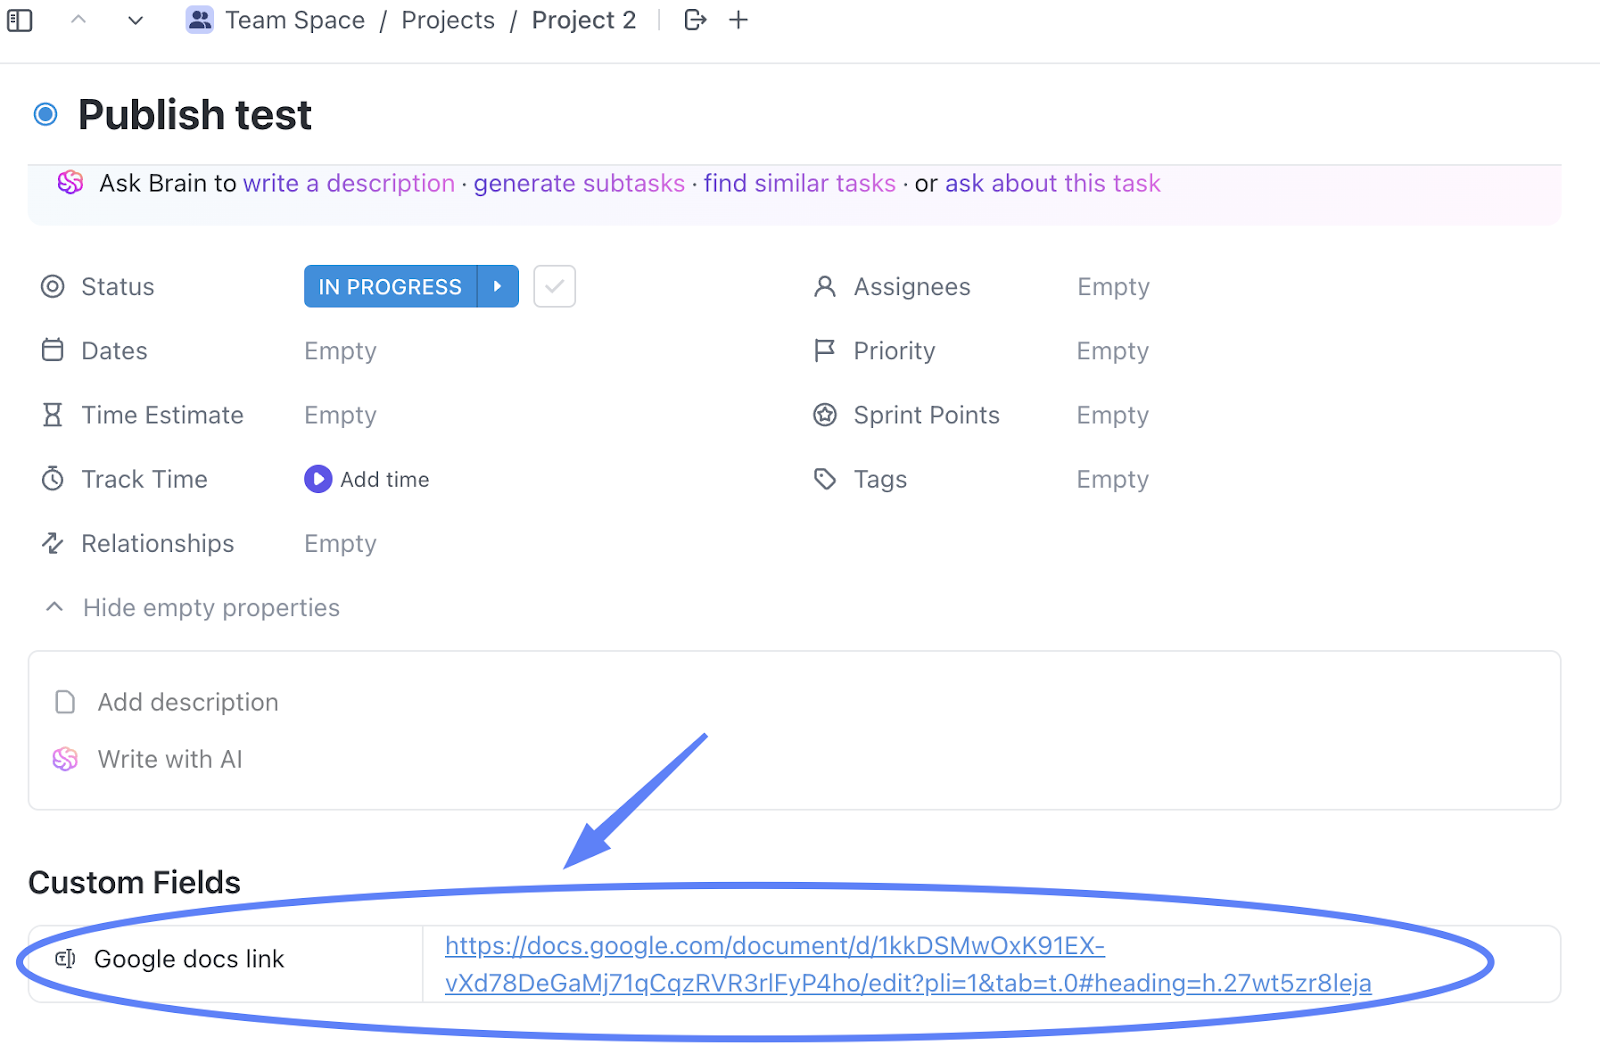 Team Space / Projects / Project 2
Publish test
Ask Brain to write a description · generate subtasks · find similar tasks · or ask about this task
Status IN PROGRESS Assignees Empty
Dates Empty Priority Empty
Time Estimate Empty Sprint Points Empty
Track Time Add time Tags Empty
Relationships Empty
Hide empty properties
Add description
Write with AI
Custom Fields
Google docs link https://docs.google.com/document/d/1kkDSMwOxK91EX-
vXd78DeGaMj71qCqzRVR3rlFyP4ho/edit?pli=1&tab=t.0#heading=h.27wt5zr8leja